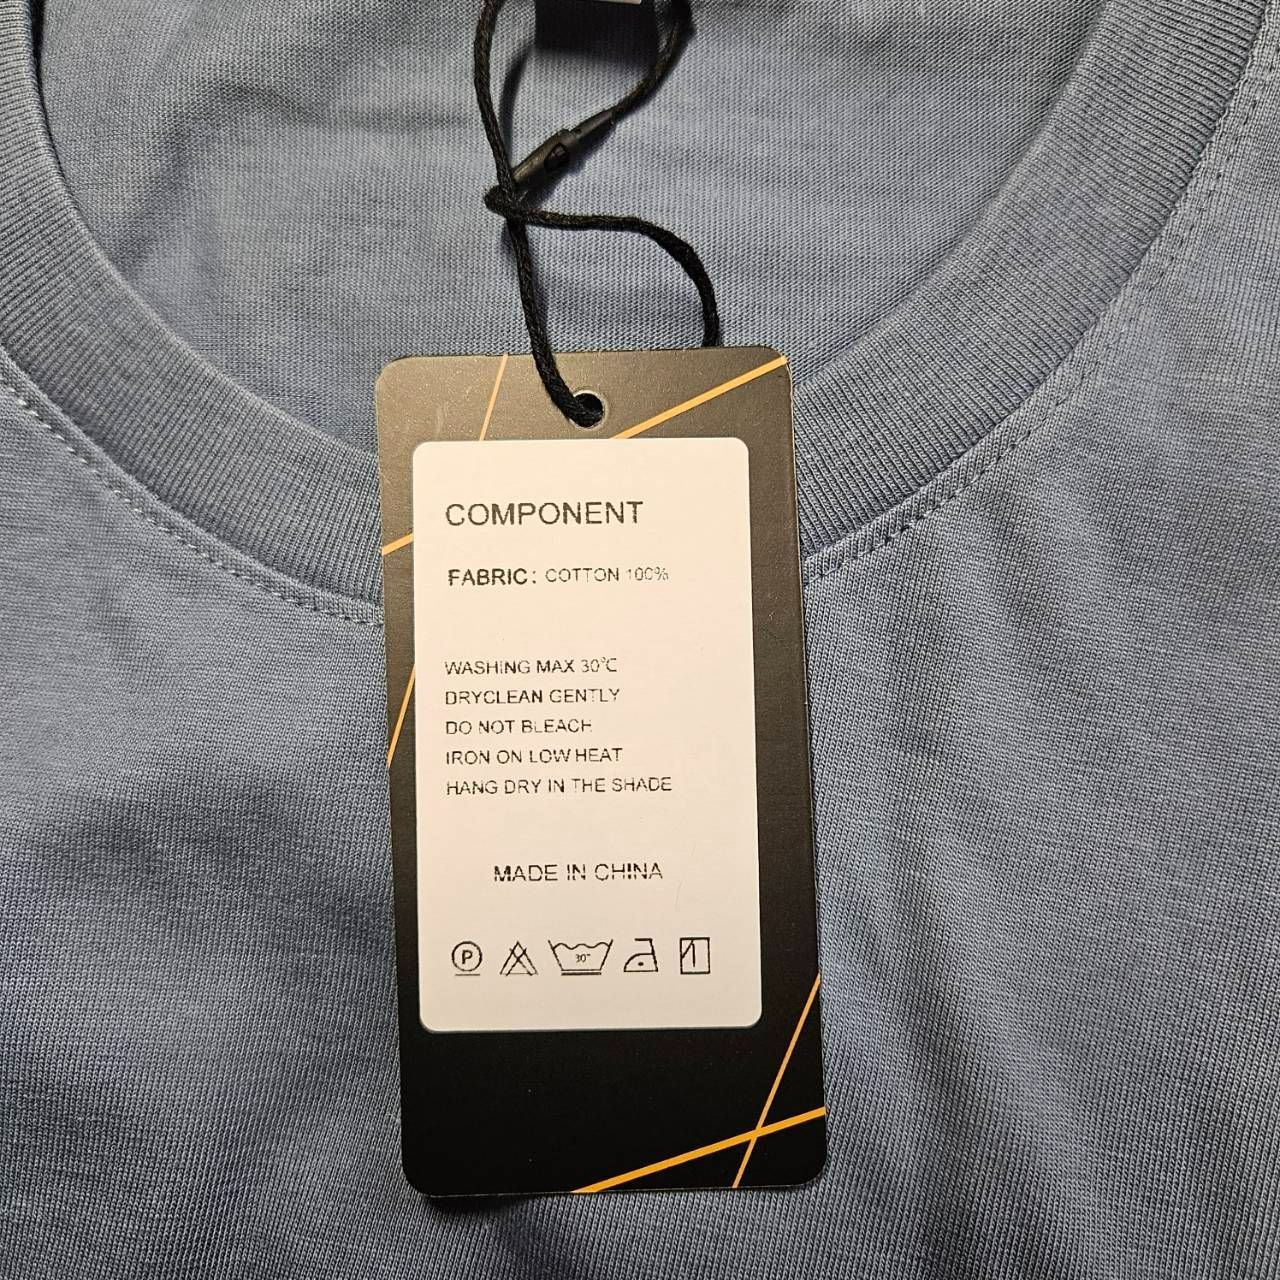 COMPONENT
FABRIC: COTTON 100%
WASHING MAX 30℃
DRYCLEAN GENTLY
DO NOT BLEACH
IRON ON LOW HEAT
HANG DRY IN THE SHADE
MADE IN CHINA
P 30°